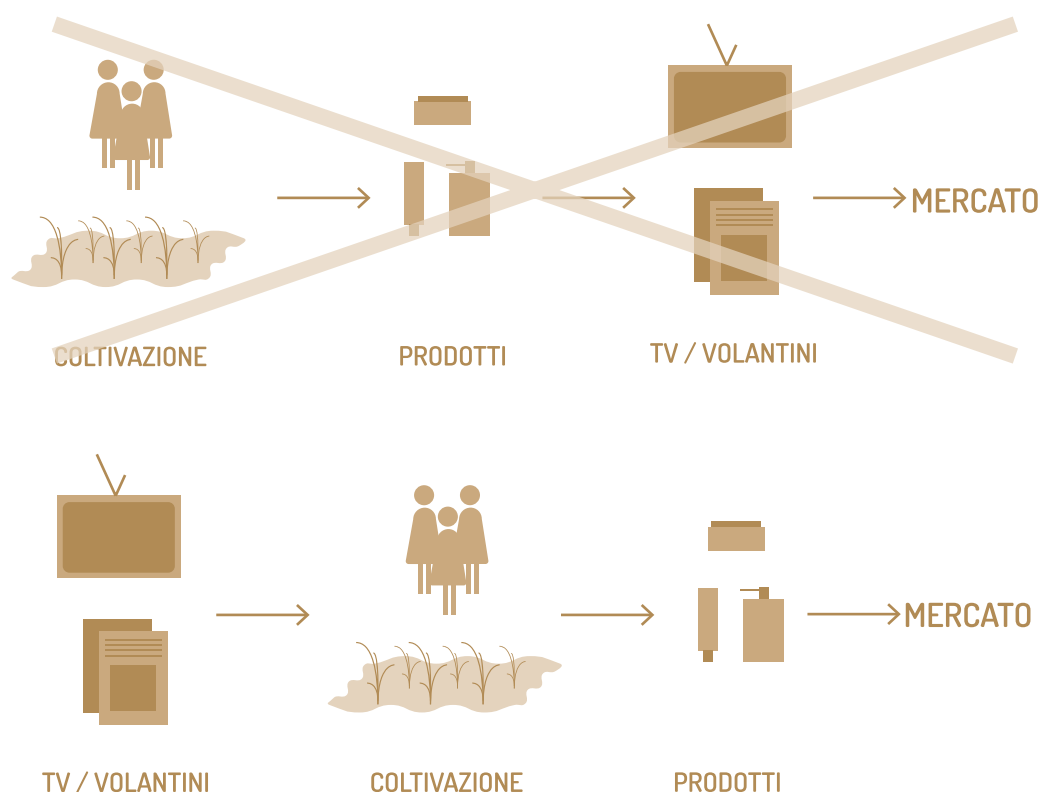 MERCATO
COLTIVAZIONE
PRODOTTI
TV / VOLANTINI
MERCATO
TV / VOLANTINI
COLTIVAZIONE
PRODOTTI